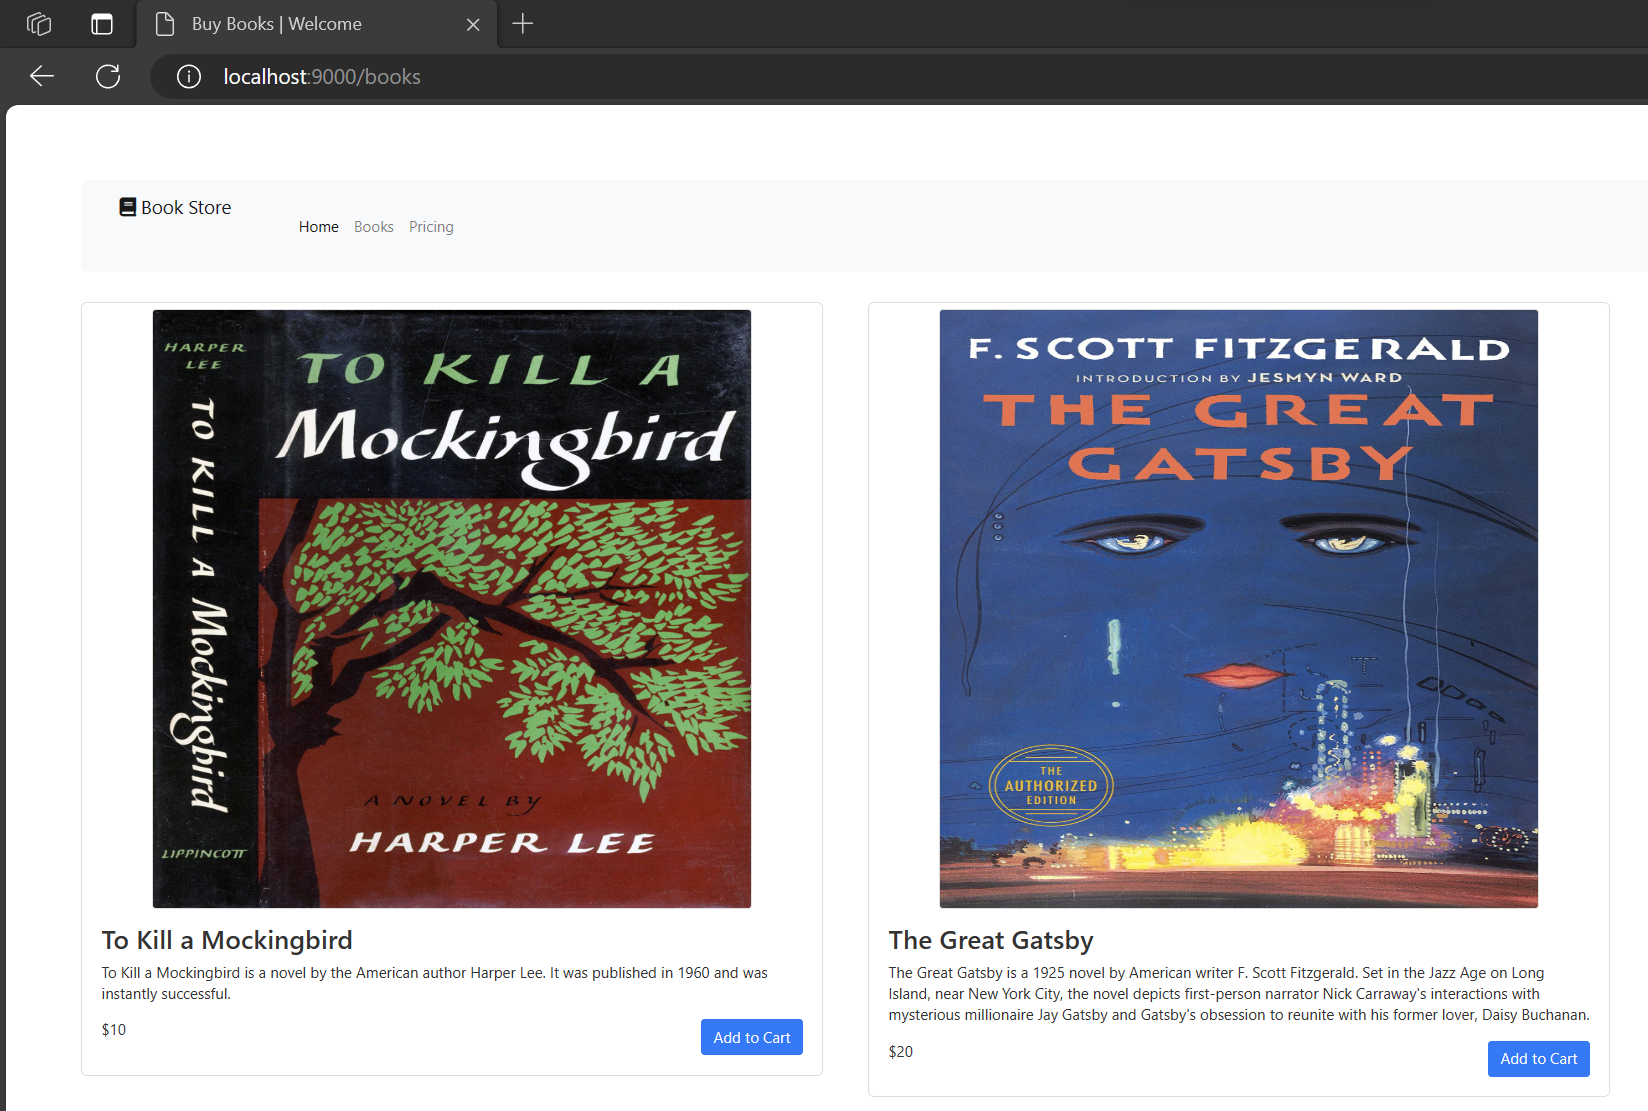 Buy Books | Welcome
localhost:9000/books
Book Store
Home Books Pricing
HARPER
LEE
TO KILL A Mockingbird
LIPPINCOTT
TO KILL A
Mockingbird
A NOVEL BY
HARPER LEE
F. SCOTT FITZGERALD
INTRODUCTION BY JESMYN WARD
THE GREAT
GATSBY
THE
AUTHORIZED
EDITION
To Kill a Mockingbird
To Kill a Mockingbird is a novel by the American author Harper Lee. It was published in 1960 and was
instantly successful.
$10
Add to Cart
The Great Gatsby
The Great Gatsby is a 1925 novel by American writer F. Scott Fitzgerald. Set in the Jazz Age on Long
Island, near New York City, the novel depicts first-person narrator Nick Carraway's interactions with
mysterious millionaire Jay Gatsby and Gatsby's obsession to reunite with his former lover, Daisy Buchanan.
$20
Add to Cart